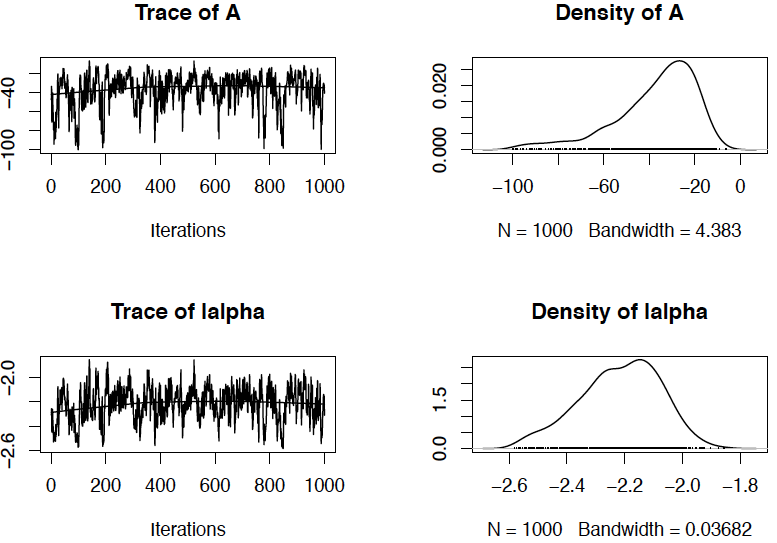 Trace of A
Density of A
−40
−100
0 200 400 600 800 1000
Iterations
0.020
0.000
−100 −60 −20 0
N = 1000 Bandwidth = 4.383
Trace of lalpha
Density of lalpha
−2.0
−2.6
0 200 400 600 800 1000
Iterations
1.5
0.0
−2.6 −2.4 −2.2 −2.0 −1.8
N = 1000 Bandwidth = 0.03682